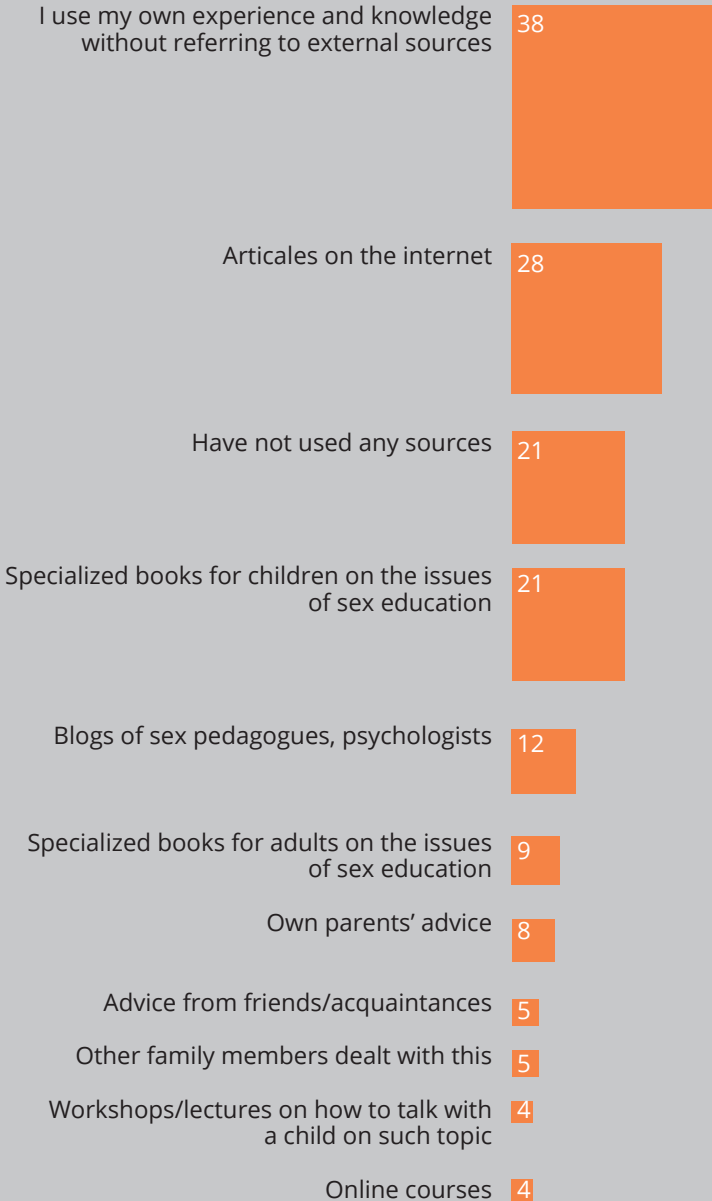 I use my own experience and knowledge
without referring to external sources
38
Articales on the internet
28
Have not used any sources
21
Specialized books for children on the issues
of sex education
21
Blogs of sex pedagogues, psychologists
12
Specialized books for adults on the issues
of sex education
9
Own parents’ advice
8
Advice from friends/acquaintances
5
Other family members dealt with this
5
Workshops/lectures on how to talk with
a child on such topic
4
Online courses
4